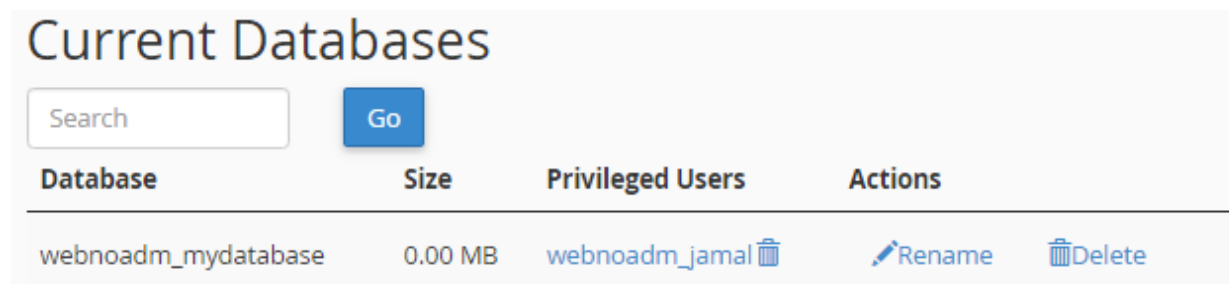 Current Databases
Search Go
Database Size Privileged Users Actions
webnoadm_mydatabase 0.00 MB webnoadm_jamal Rename Delete